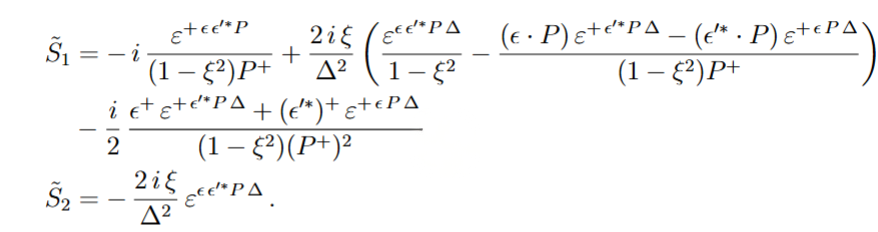 $\tilde{S}_1 = -i\,\frac{\varepsilon^{+\epsilon\epsilon'^*P}}{(1-\xi^2)P^+} + \frac{2\,i\,\xi}{\Delta^2}\left(\frac{\varepsilon^{\epsilon\epsilon'^*P\,\Delta}}{1-\xi^2} - \frac{(\epsilon\cdot P)\,\varepsilon^{+\epsilon'^*P\,\Delta} - (\epsilon'^*\cdot P)\,\varepsilon^{+\epsilon P\,\Delta}}{(1-\xi^2)P^+}\right)$
$-\,\frac{i}{2}\,\frac{\epsilon^+\,\varepsilon^{+\epsilon'^*P\,\Delta} + (\epsilon'^*)^+\,\varepsilon^{+\epsilon P\,\Delta}}{(1-\xi^2)(P^+)^2}$
$\tilde{S}_2 = -\,\frac{2\,i\,\xi}{\Delta^2}\,\varepsilon^{\epsilon\epsilon'^*P\,\Delta}\,.$